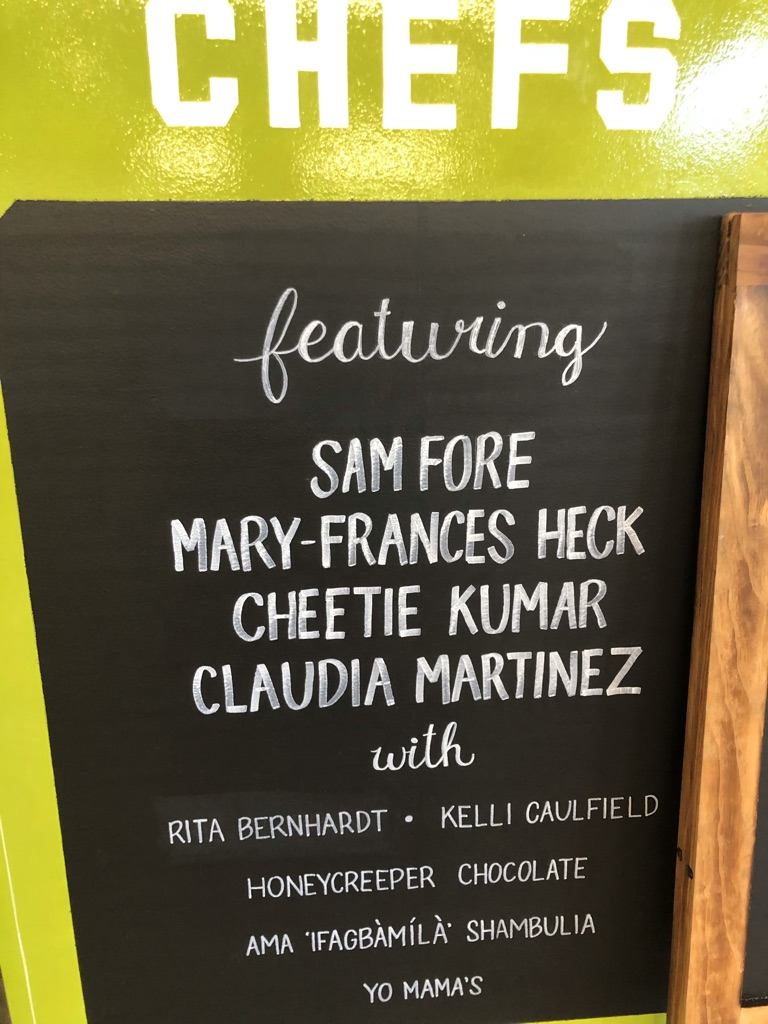 CHEFS
featuring
SAM FORE
MARY-FRANCES HECK
CHEETIE KUMAR
CLAUDIA MARTINEZ
with
RITA BERNHARDT • KELLI CAULFIELD
HONEYCREEPER CHOCOLATE
AMA 'IFAGBÀMÍLÀ' SHAMBULIA
YO MAMA'S